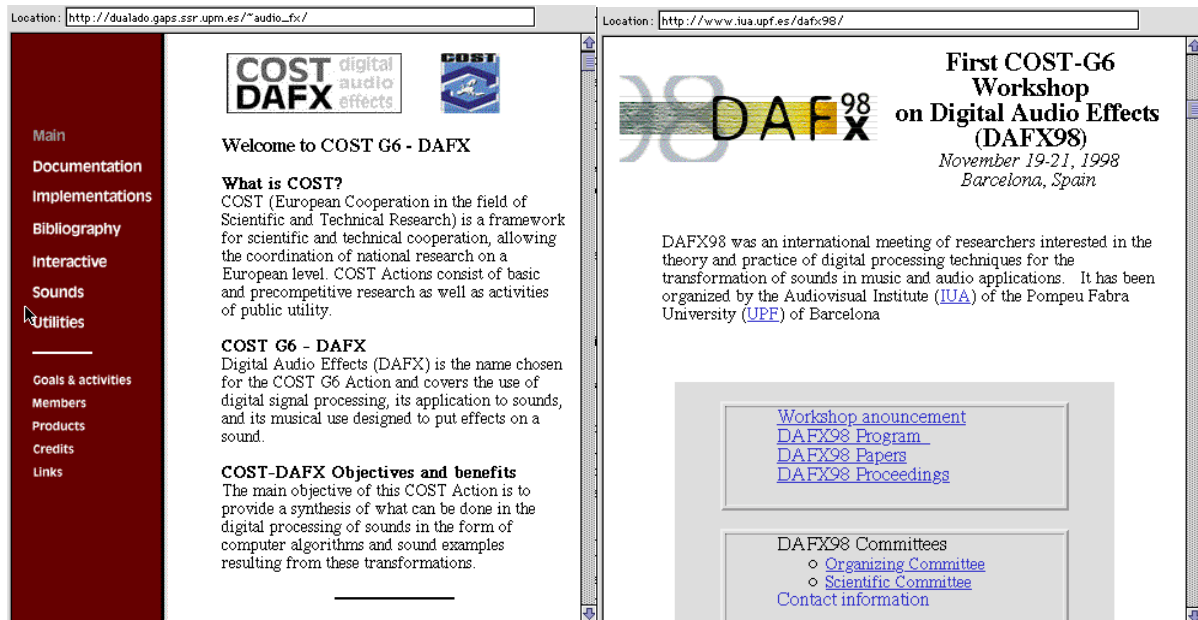 Location: http://dualado.gaps.ssr.upm.es/~audio_fx/
COST digital
DAFX audio
effects
COST
Main
Documentation
Implementations
Bibliography
Interactive
Sounds
Utilities
Goals & activities
Members
Products
Credits
Links
Welcome to COST G6 - DAFX
What is COST?
COST (European Cooperation in the field of
Scientific and Technical Research) is a framework
for scientific and technical cooperation, allowing
the coordination of national research on a
European level. COST Actions consist of basic
and precompetitive research as well as activities
of public utility.
COST G6 - DAFX
Digital Audio Effects (DAFX) is the name chosen
for the COST G6 Action and covers the use of
digital signal processing, its application to sounds,
and its musical use designed to put effects on a
sound.
COST-DAFX Objectives and benefits
The main objective of this COST Action is to
provide a synthesis of what can be done in the
digital processing of sounds in the form of
computer algorithms and sound examples
resulting from these transformations.
Location: http://www.iua.upf.es/dafx98/
98
DAFX 98
First COST-G6
Workshop
on Digital Audio Effects
(DAFX98)
November 19-21, 1998
Barcelona, Spain
DAFX98 was an international meeting of researchers interested in the
theory and practice of digital processing techniques for the
transformation of sounds in music and audio applications. It has been
organized by the Audiovisual Institute (IUA) of the Pompeu Fabra
University (UPF) of Barcelona
Workshop anouncement
DAFX98 Program
DAFX98 Papers
DAFX98 Proceedings
DAFX98 Committees
Organizing Committee
Scientific Committee
Contact information